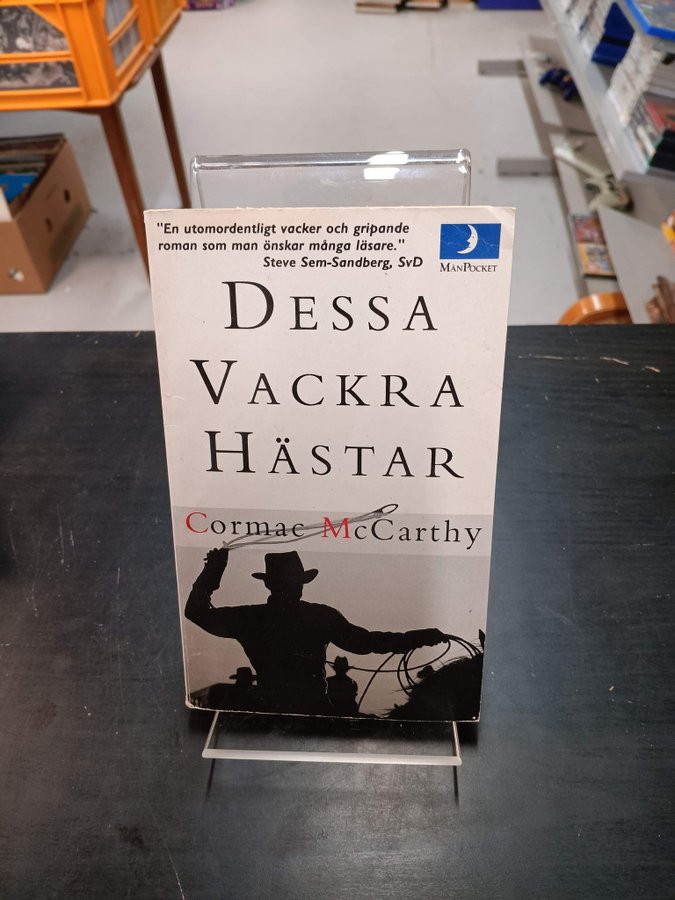 "En utomordentligt vacker och gripande
roman som man önskar många läsare."
Steve Sem-Sandberg, SvD
MånPocket
Dessa
Vackra
Hästar
Cormac McCarthy